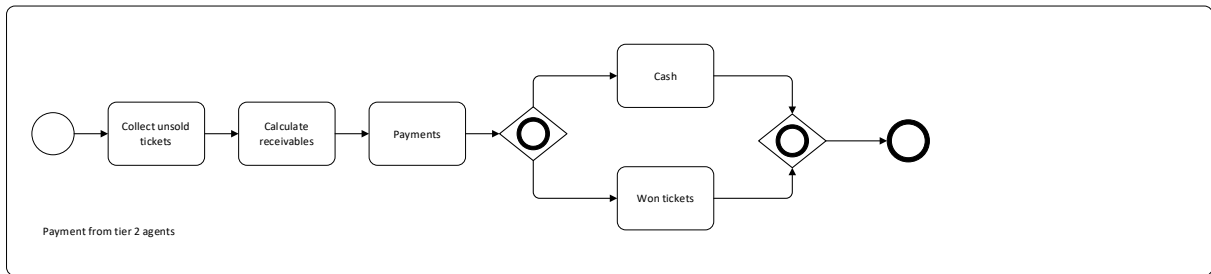 Collect unsold
tickets
Calculate
receivables
Payments
Cash
Won tickets
Payment from tier 2 agents